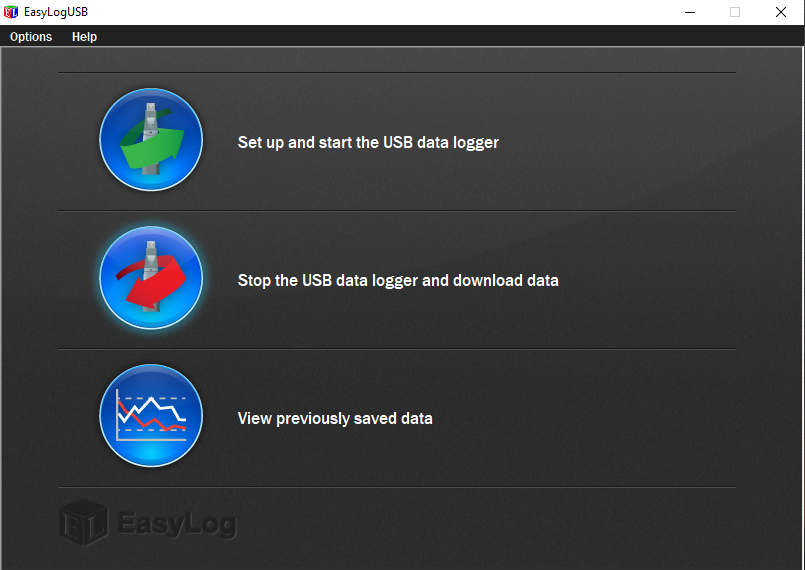 EasyLogUSB
Options Help
Set up and start the USB data logger
Stop the USB data logger and download data
View previously saved data
EL EasyLog